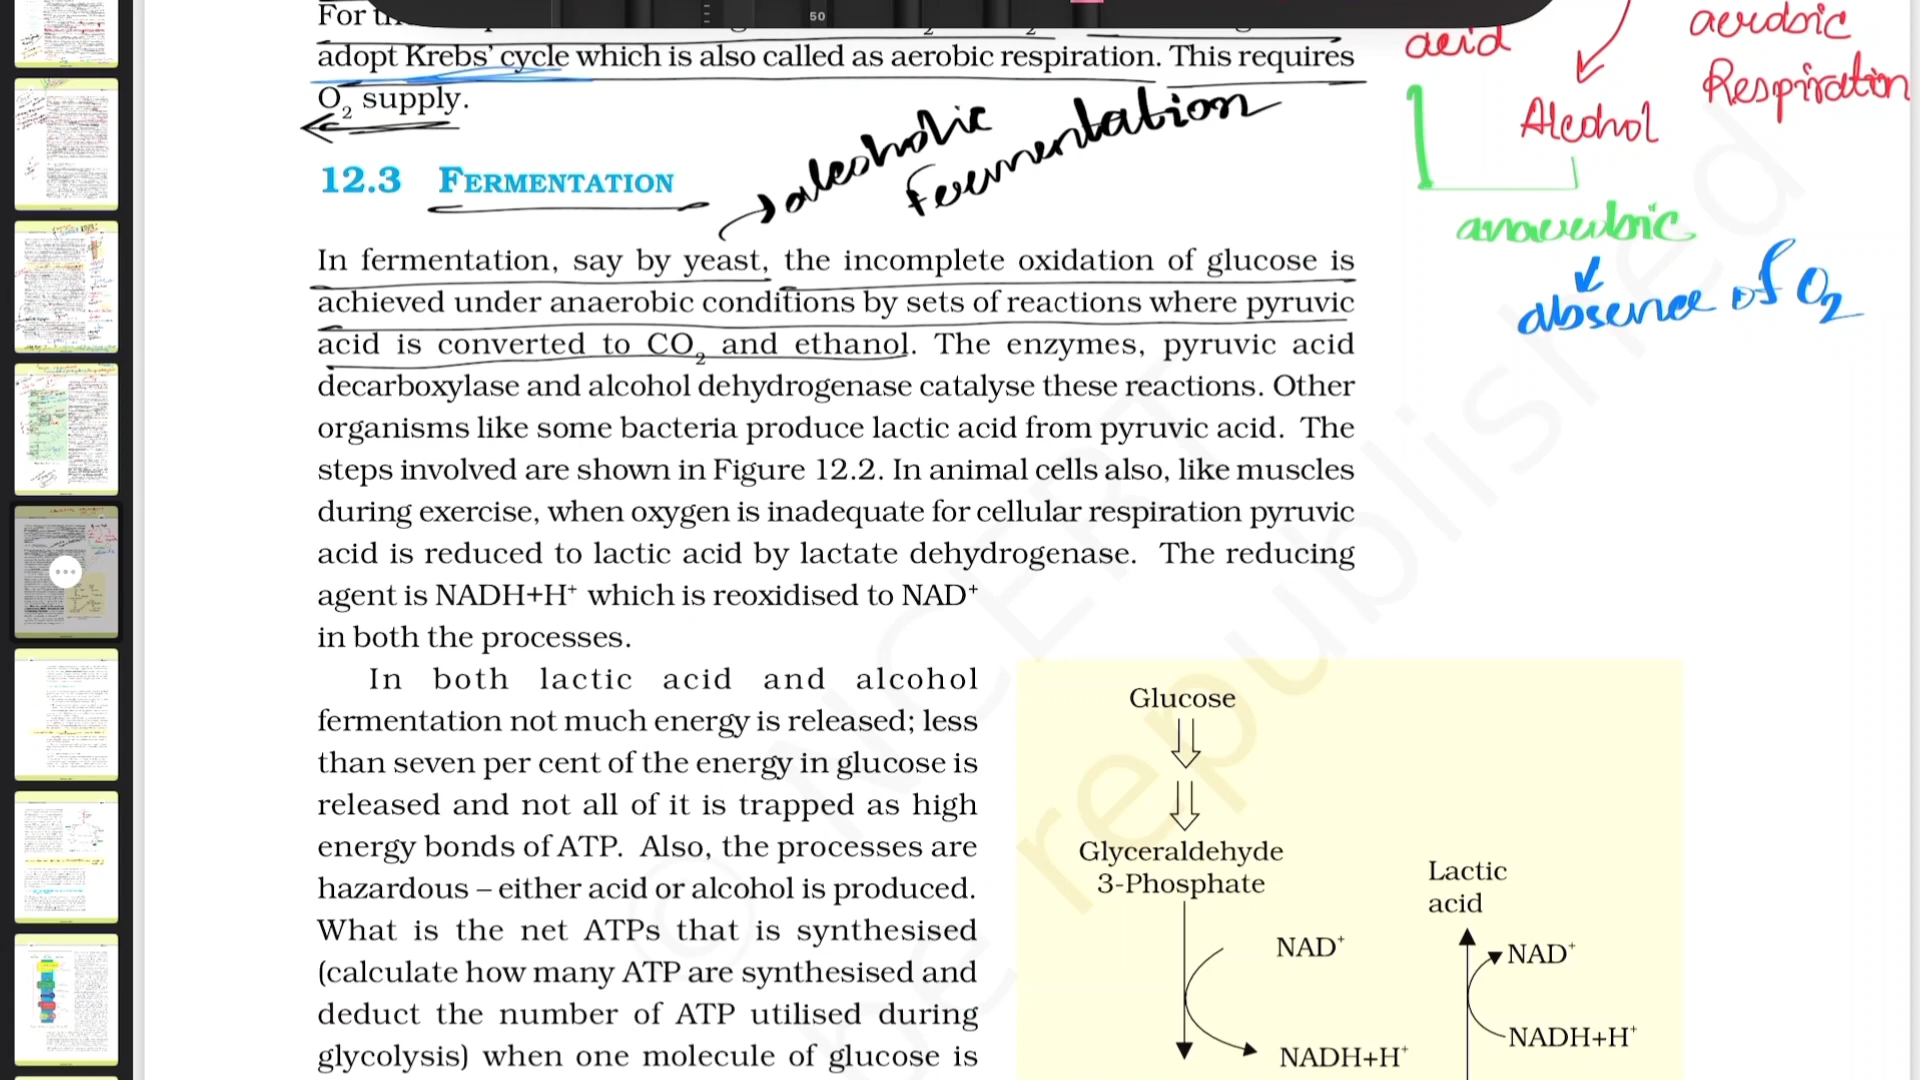 50
For
adopt Krebs' cycle which is also called as aerobic respiration. This requires
O₂ supply.
acid
Alcohol
aerobic
Respiration
anaerobic
absence of O₂
12.3 FERMENTATION
→ alcoholic
Fermentation
In fermentation, say by yeast, the incomplete oxidation of glucose is
achieved under anaerobic conditions by sets of reactions where pyruvic
acid is converted to CO₂ and ethanol. The enzymes, pyruvic acid
decarboxylase and alcohol dehydrogenase catalyse these reactions. Other
organisms like some bacteria produce lactic acid from pyruvic acid. The
steps involved are shown in Figure 12.2. In animal cells also, like muscles
during exercise, when oxygen is inadequate for cellular respiration pyruvic
acid is reduced to lactic acid by lactate dehydrogenase. The reducing
agent is NADH+H⁺ which is reoxidised to NAD⁺
in both the processes.
In both lactic acid and alcohol
fermentation not much energy is released; less
than seven per cent of the energy in glucose is
released and not all of it is trapped as high
energy bonds of ATP. Also, the processes are
hazardous – either acid or alcohol is produced.
What is the net ATPs that is synthesised
(calculate how many ATP are synthesised and
deduct the number of ATP utilised during
glycolysis) when one molecule of glucose is
Glucose
Glyceraldehyde
3-Phosphate
NAD⁺
NADH+H⁺
Lactic
acid
NAD⁺
NADH+H⁺
© NCERT
be republished